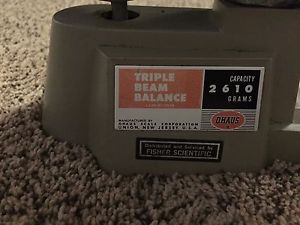 TRIPLE
BEAM
BALANCE
CAPACITY
2610
GRAMS
MANUFACTURED BY
OHAUS SCALE CORPORATION
UNION, NEW JERSEY U.S.A.
OHAUS
Distributed and Serviced by
FISHER SCIENTIFIC